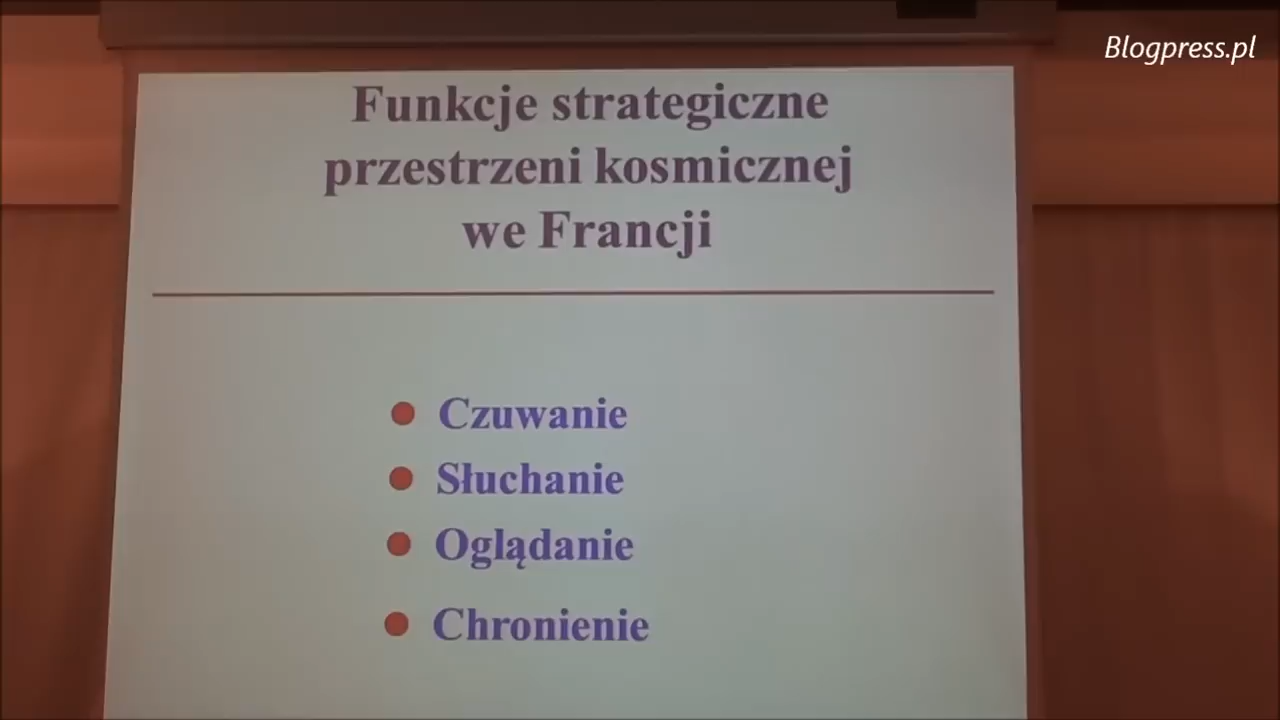 Blogpress.pl
Funkcje strategiczne
przestrzeni kosmicznej
we Francji
Czuwanie
Słuchanie
Oglądanie
Chronienie